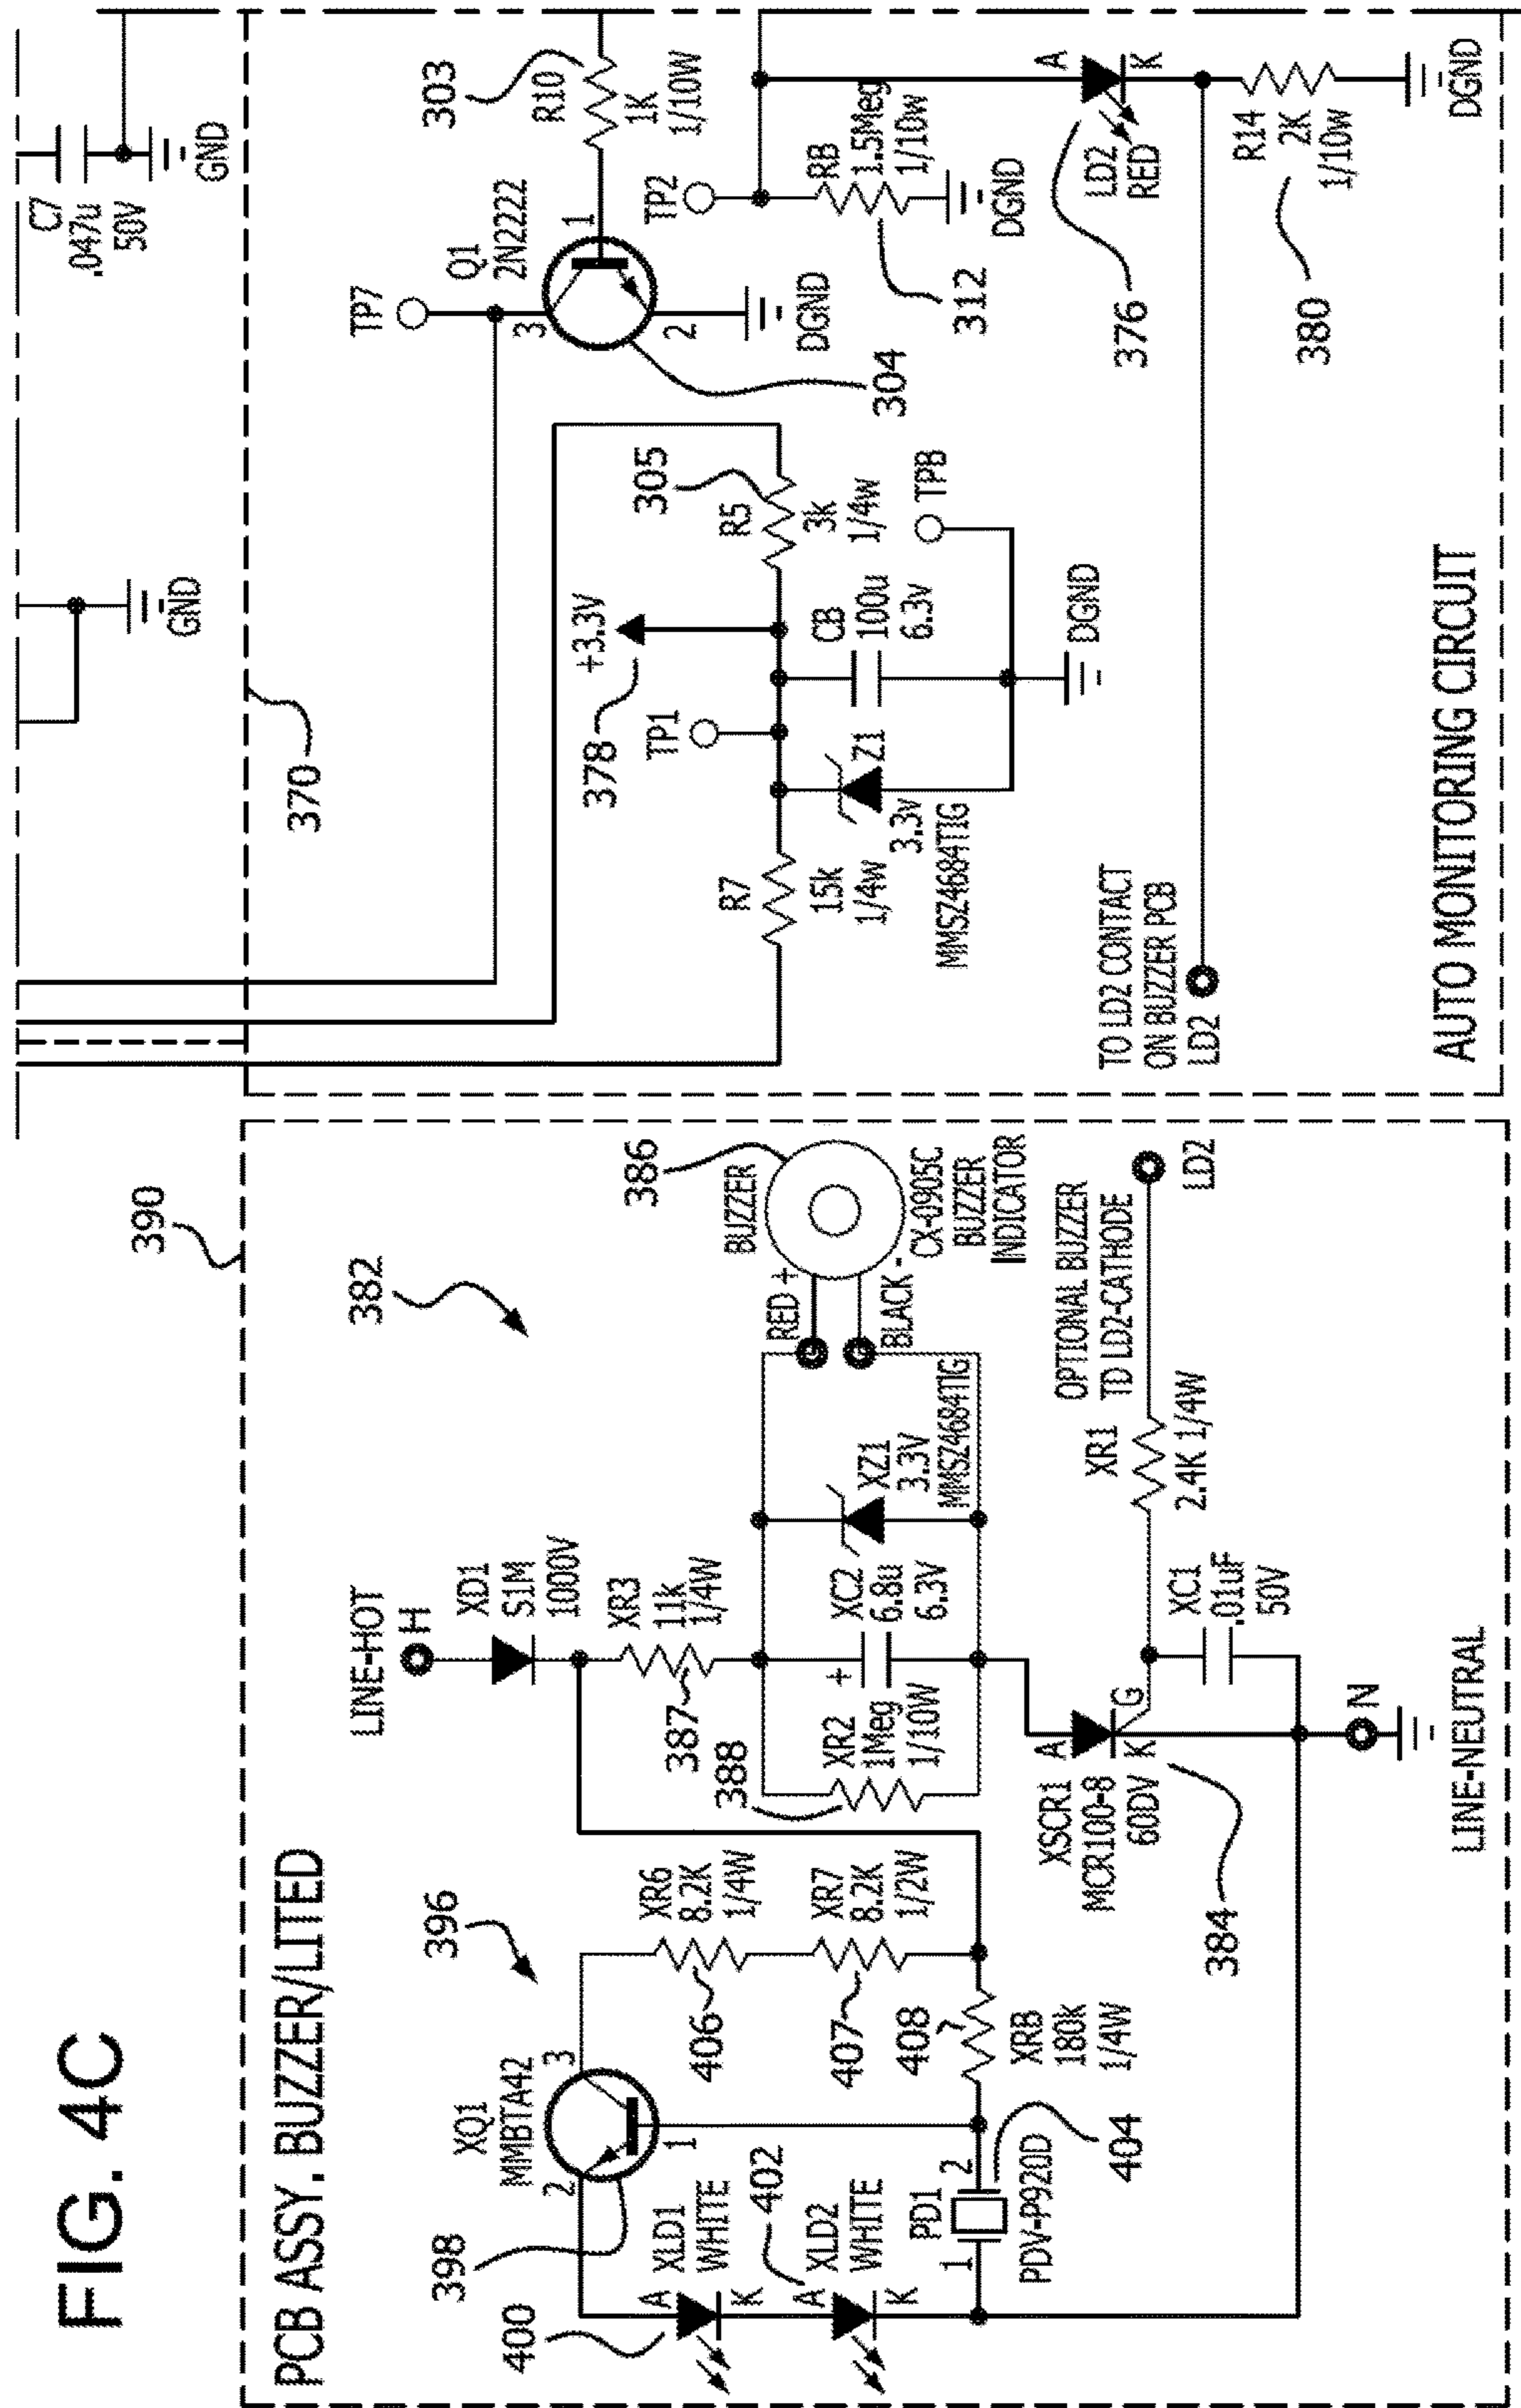 FIG. 4C
390
PCB ASSY. BUZZER/LITED
382
LINE-HOT
H
XD1
S1M
1000V
XR3
11k
1/4W
387
388
XR2
1Meg
1/10W
+
XC2
6.8u
6.3V
XZ1
3.3V
MMSZ4684TIG
BUZZER
386
RED +
BLACK -
CX-0905C
BUZZER
INDICATOR
396
XQ1
MMBTA42
3
2
1
398
XR6
8.2K
1/4W
406
XR7
8.2K
1/2W
407
408
XRB
180k
1/4W
400
A
XLD1
WHITE
K
402
A
XLD2
WHITE
K
PD1
1
2
PDV-P920D
404
XSCR1
MCR100-8
60DV
A
K
G
384
XC1
.01uF
50V
XR1
2.4K 1/4W
OPTIONAL BUZZER
TD LD2-CATHODE
LD2
N
LINE-NEUTRAL
GND
C7
.047u
50V
GND
370
TP7
Q1
2N2222
3
1
2
DGND
304
303
R10
1K
1/10W
378
+3.3V
TP1
R7
15k
1/4w
3.3v
Z1
MMSZ4684TIG
CB
100u
6.3v
305
R5
3k
1/4w
TPB
DGND
TP2
RB
1.5Meg
1/10w
DGND
312
A
K
LD2
RED
376
R14
2K
1/10w
380
DGND
TO LD2 CONTACT
ON BUZZER PCB
LD2
AUTO MONITORING CIRCUIT